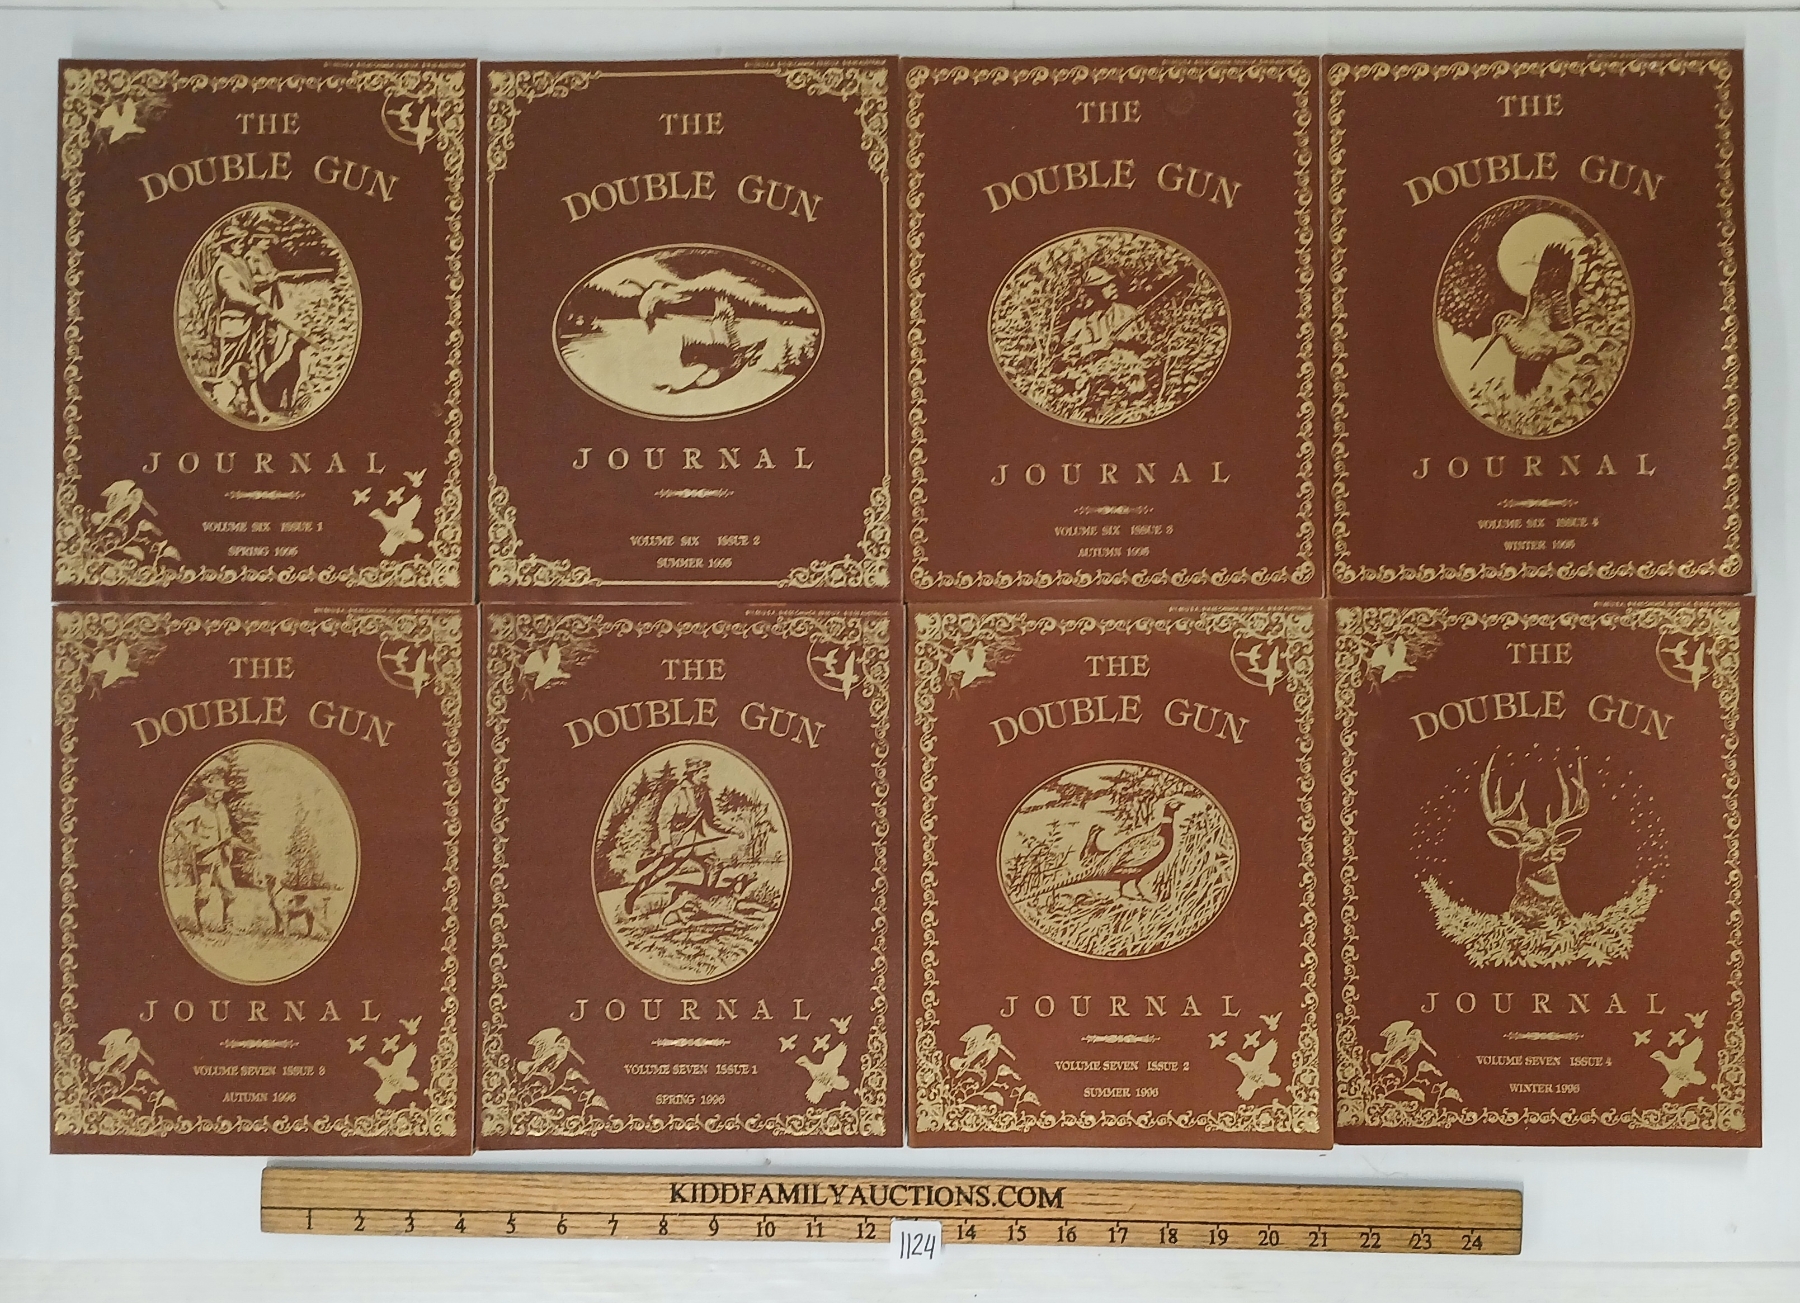 THE
DOUBLE GUN
JOURNAL
VOLUME SIX ISSUE 1
SPRING 1995
THE
DOUBLE GUN
JOURNAL
VOLUME SIX ISSUE 2
SUMMER 1995
THE
DOUBLE GUN
JOURNAL
VOLUME SIX ISSUE 3
AUTUMN 1995
THE
DOUBLE GUN
JOURNAL
VOLUME SIX ISSUE 4
WINTER 1995
THE
DOUBLE GUN
JOURNAL
VOLUME SEVEN ISSUE 3
AUTUMN 1996
THE
DOUBLE GUN
JOURNAL
VOLUME SEVEN ISSUE 1
SPRING 1996
THE
DOUBLE GUN
JOURNAL
VOLUME SEVEN ISSUE 2
SUMMER 1996
THE
DOUBLE GUN
JOURNAL
VOLUME SEVEN ISSUE 4
WINTER 1996
KIDDFAMILYAUCTIONS.COM
1 2 3 4 5 6 7 8 9 10 11 12 14 15 16 17 18 19 20 21 22 23 24
1124